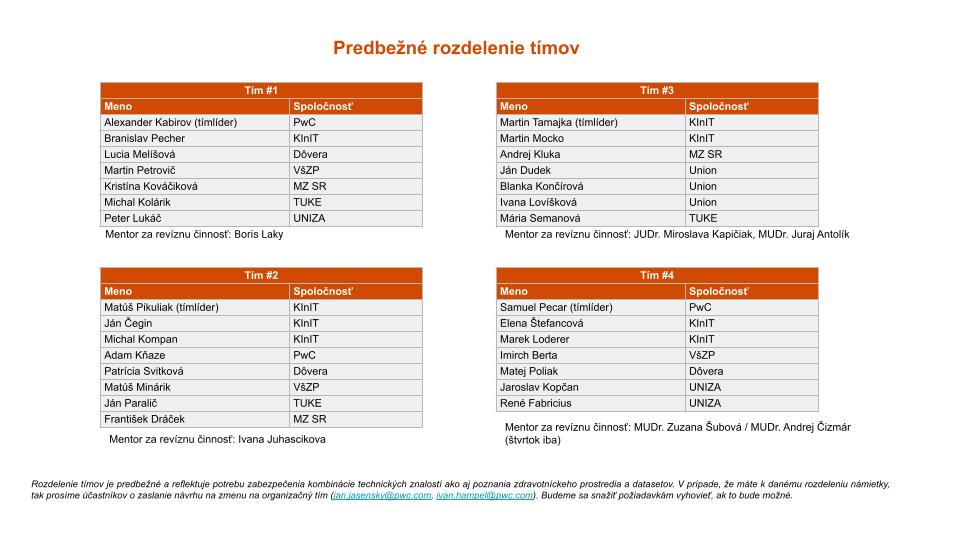 Predbežné rozdelenie tímov
Tím #1
Meno Spoločnosť
Alexander Kabirov (tímlíder) PwC
Branislav Pecher KInIT
Lucia Melíšová Dôvera
Martin Petrovič VšZP
Kristína Kováčiková MZ SR
Michal Kolárik TUKE
Peter Lukáč UNIZA
Mentor za revíznu činnosť: Boris Laky
Tím #3
Meno Spoločnosť
Martin Tamajka (tímlíder) KInIT
Martin Mocko KInIT
Andrej Kluka MZ SR
Ján Dudek Union
Blanka Končírová Union
Ivana Lovíšková Union
Mária Semanová TUKE
Mentor za revíznu činnosť: JUDr. Miroslava Kapičiak, MUDr. Juraj Antolík
Tím #2
Meno Spoločnosť
Matúš Pikuliak (tímlíder) KInIT
Ján Čegin KInIT
Michal Kompan KInIT
Adam Kňaze PwC
Patrícia Svitková Dôvera
Matúš Minárik VšZP
Ján Paralič TUKE
František Dráček MZ SR
Mentor za revíznu činnosť: Ivana Juhascikova
Tím #4
Meno Spoločnosť
Samuel Pecar (tímlíder) PwC
Elena Štefancová KInIT
Marek Loderer KInIT
Imirch Berta VšZP
Matej Poliak Dôvera
Jaroslav Kopčan UNIZA
René Fabricius UNIZA
Mentor za revíznu činnosť: MUDr. Zuzana Šubová / MUDr. Andrej Čizmár
(štvrtok iba)
Rozdelenie tímov je predbežné a reflektuje potrebu zabezpečenia kombinácie technických znalostí ako aj poznania zdravotníckeho prostredia a datasetov. V prípade, že máte k danému rozdeleniu námietky,
tak prosíme účastníkov o zaslanie návrhu na zmenu na organizačný tím (jan.jasensky@pwc.com, ivan.hampel@pwc.com). Budeme sa snažiť požiadavkám vyhovieť, ak to bude možné.